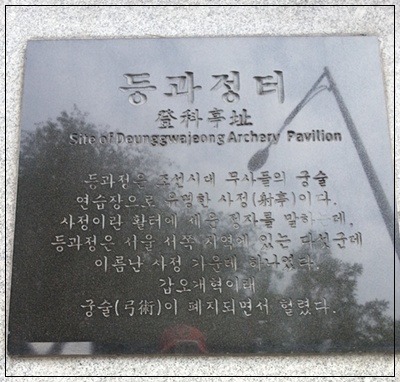 등과정터
登科亭址
Site of Deunggwajeong Archery Pavilion
등과정은 조선시대 무사들의 궁술
연습장으로 유명한 사정(射亭)이다.
사정이란 활터에 세운 정자를 말하는데,
등과정은 서울 서쪽 지역에 있는 다섯군데
이름난 사정 가운데 하나였다.
갑오개혁이래
궁술(弓術)이 폐지되면서 헐렸다.